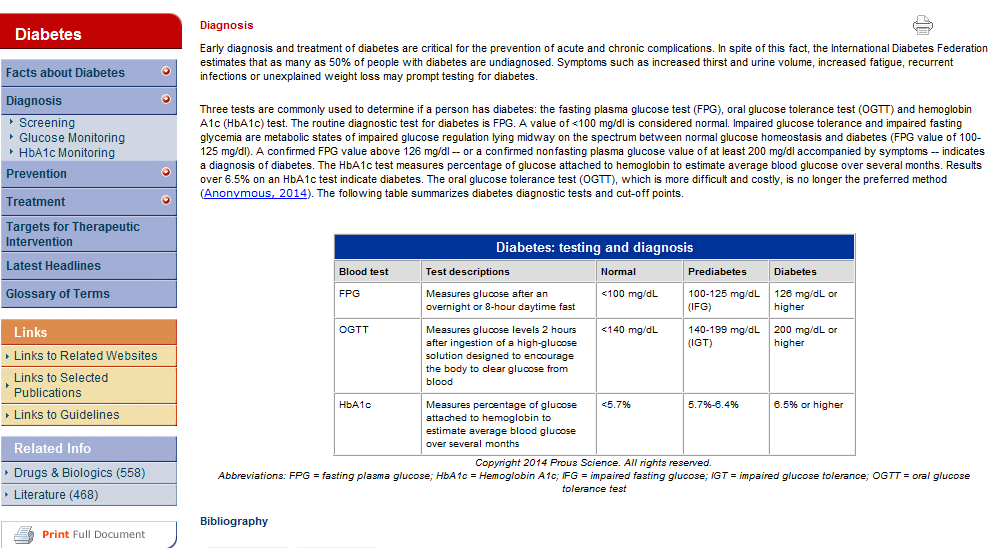 Diabetes
Facts about Diabetes
Diagnosis
Screening
Glucose Monitoring
HbA1c Monitoring
Prevention
Treatment
Targets for Therapeutic
Intervention
Latest Headlines
Glossary of Terms
Links
Links to Related Websites
Links to Selected
Publications
Links to Guidelines
Related Info
Drugs & Biologics (558)
Literature (468)
Print Full Document
Diagnosis
Early diagnosis and treatment of diabetes are critical for the prevention of acute and chronic complications. In spite of this fact, the International Diabetes Federation
estimates that as many as 50% of people with diabetes are undiagnosed. Symptoms such as increased thirst and urine volume, increased fatigue, recurrent
infections or unexplained weight loss may prompt testing for diabetes.
Three tests are commonly used to determine if a person has diabetes: the fasting plasma glucose test (FPG), oral glucose tolerance test (OGTT) and hemoglobin
A1c (HbA1c) test. The routine diagnostic test for diabetes is FPG. A value of <100 mg/dl is considered normal. Impaired glucose tolerance and impaired fasting
glycemia are metabolic states of impaired glucose regulation lying midway on the spectrum between normal glucose homeostasis and diabetes (FPG value of 100-
125 mg/dl). A confirmed FPG value above 126 mg/dl -- or a confirmed nonfasting plasma glucose value of at least 200 mg/dl accompanied by symptoms -- indicates
a diagnosis of diabetes. The HbA1c test measures percentage of glucose attached to hemoglobin to estimate average blood glucose over several months. Results
over 6.5% on an HbA1c test indicate diabetes. The oral glucose tolerance test (OGTT), which is more difficult and costly, is no longer the preferred method
(Anonymous, 2014). The following table summarizes diabetes diagnostic tests and cut-off points.
Diabetes: testing and diagnosis
Blood test Test descriptions Normal Prediabetes Diabetes
FPG Measures glucose after an <100 mg/dL 100-125 mg/dL 126 mg/dL or
overnight or 8-hour daytime fast (IFG) higher
OGTT Measures glucose levels 2 hours <140 mg/dL 140-199 mg/dL 200 mg/dL or
after ingestion of a high-glucose (IGT) higher
solution designed to encourage
the body to clear glucose from
blood
HbA1c Measures percentage of glucose <5.7% 5.7%-6.4% 6.5% or higher
attached to hemoglobin to
estimate average blood glucose
over several months
Copyright 2014 Prous Science. All rights reserved.
Abbreviations: FPG = fasting plasma glucose; HbA1c = Hemoglobin A1c; IFG = impaired fasting glucose; IGT = impaired glucose tolerance; OGTT = oral glucose
tolerance test
Bibliography